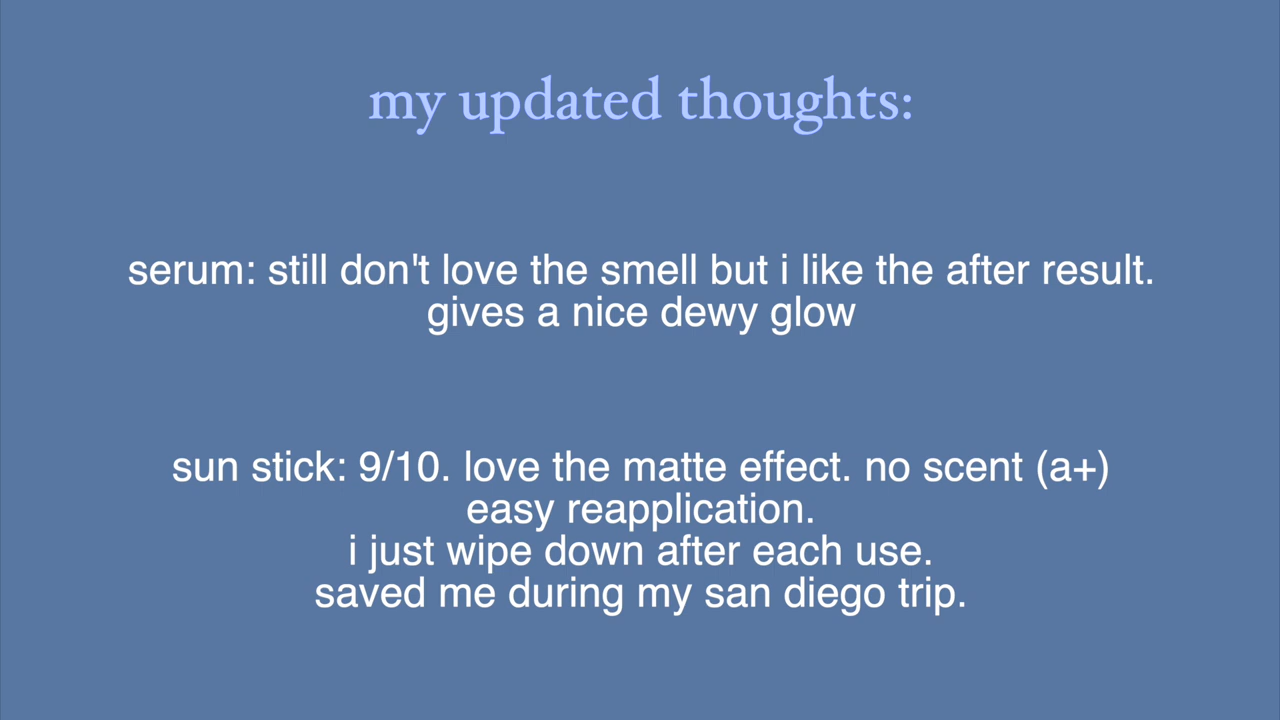 my updated thoughts:
serum: still don't love the smell but i like the after result.
gives a nice dewy glow
sun stick: 9/10. love the matte effect. no scent (a+)
easy reapplication.
i just wipe down after each use.
saved me during my san diego trip.